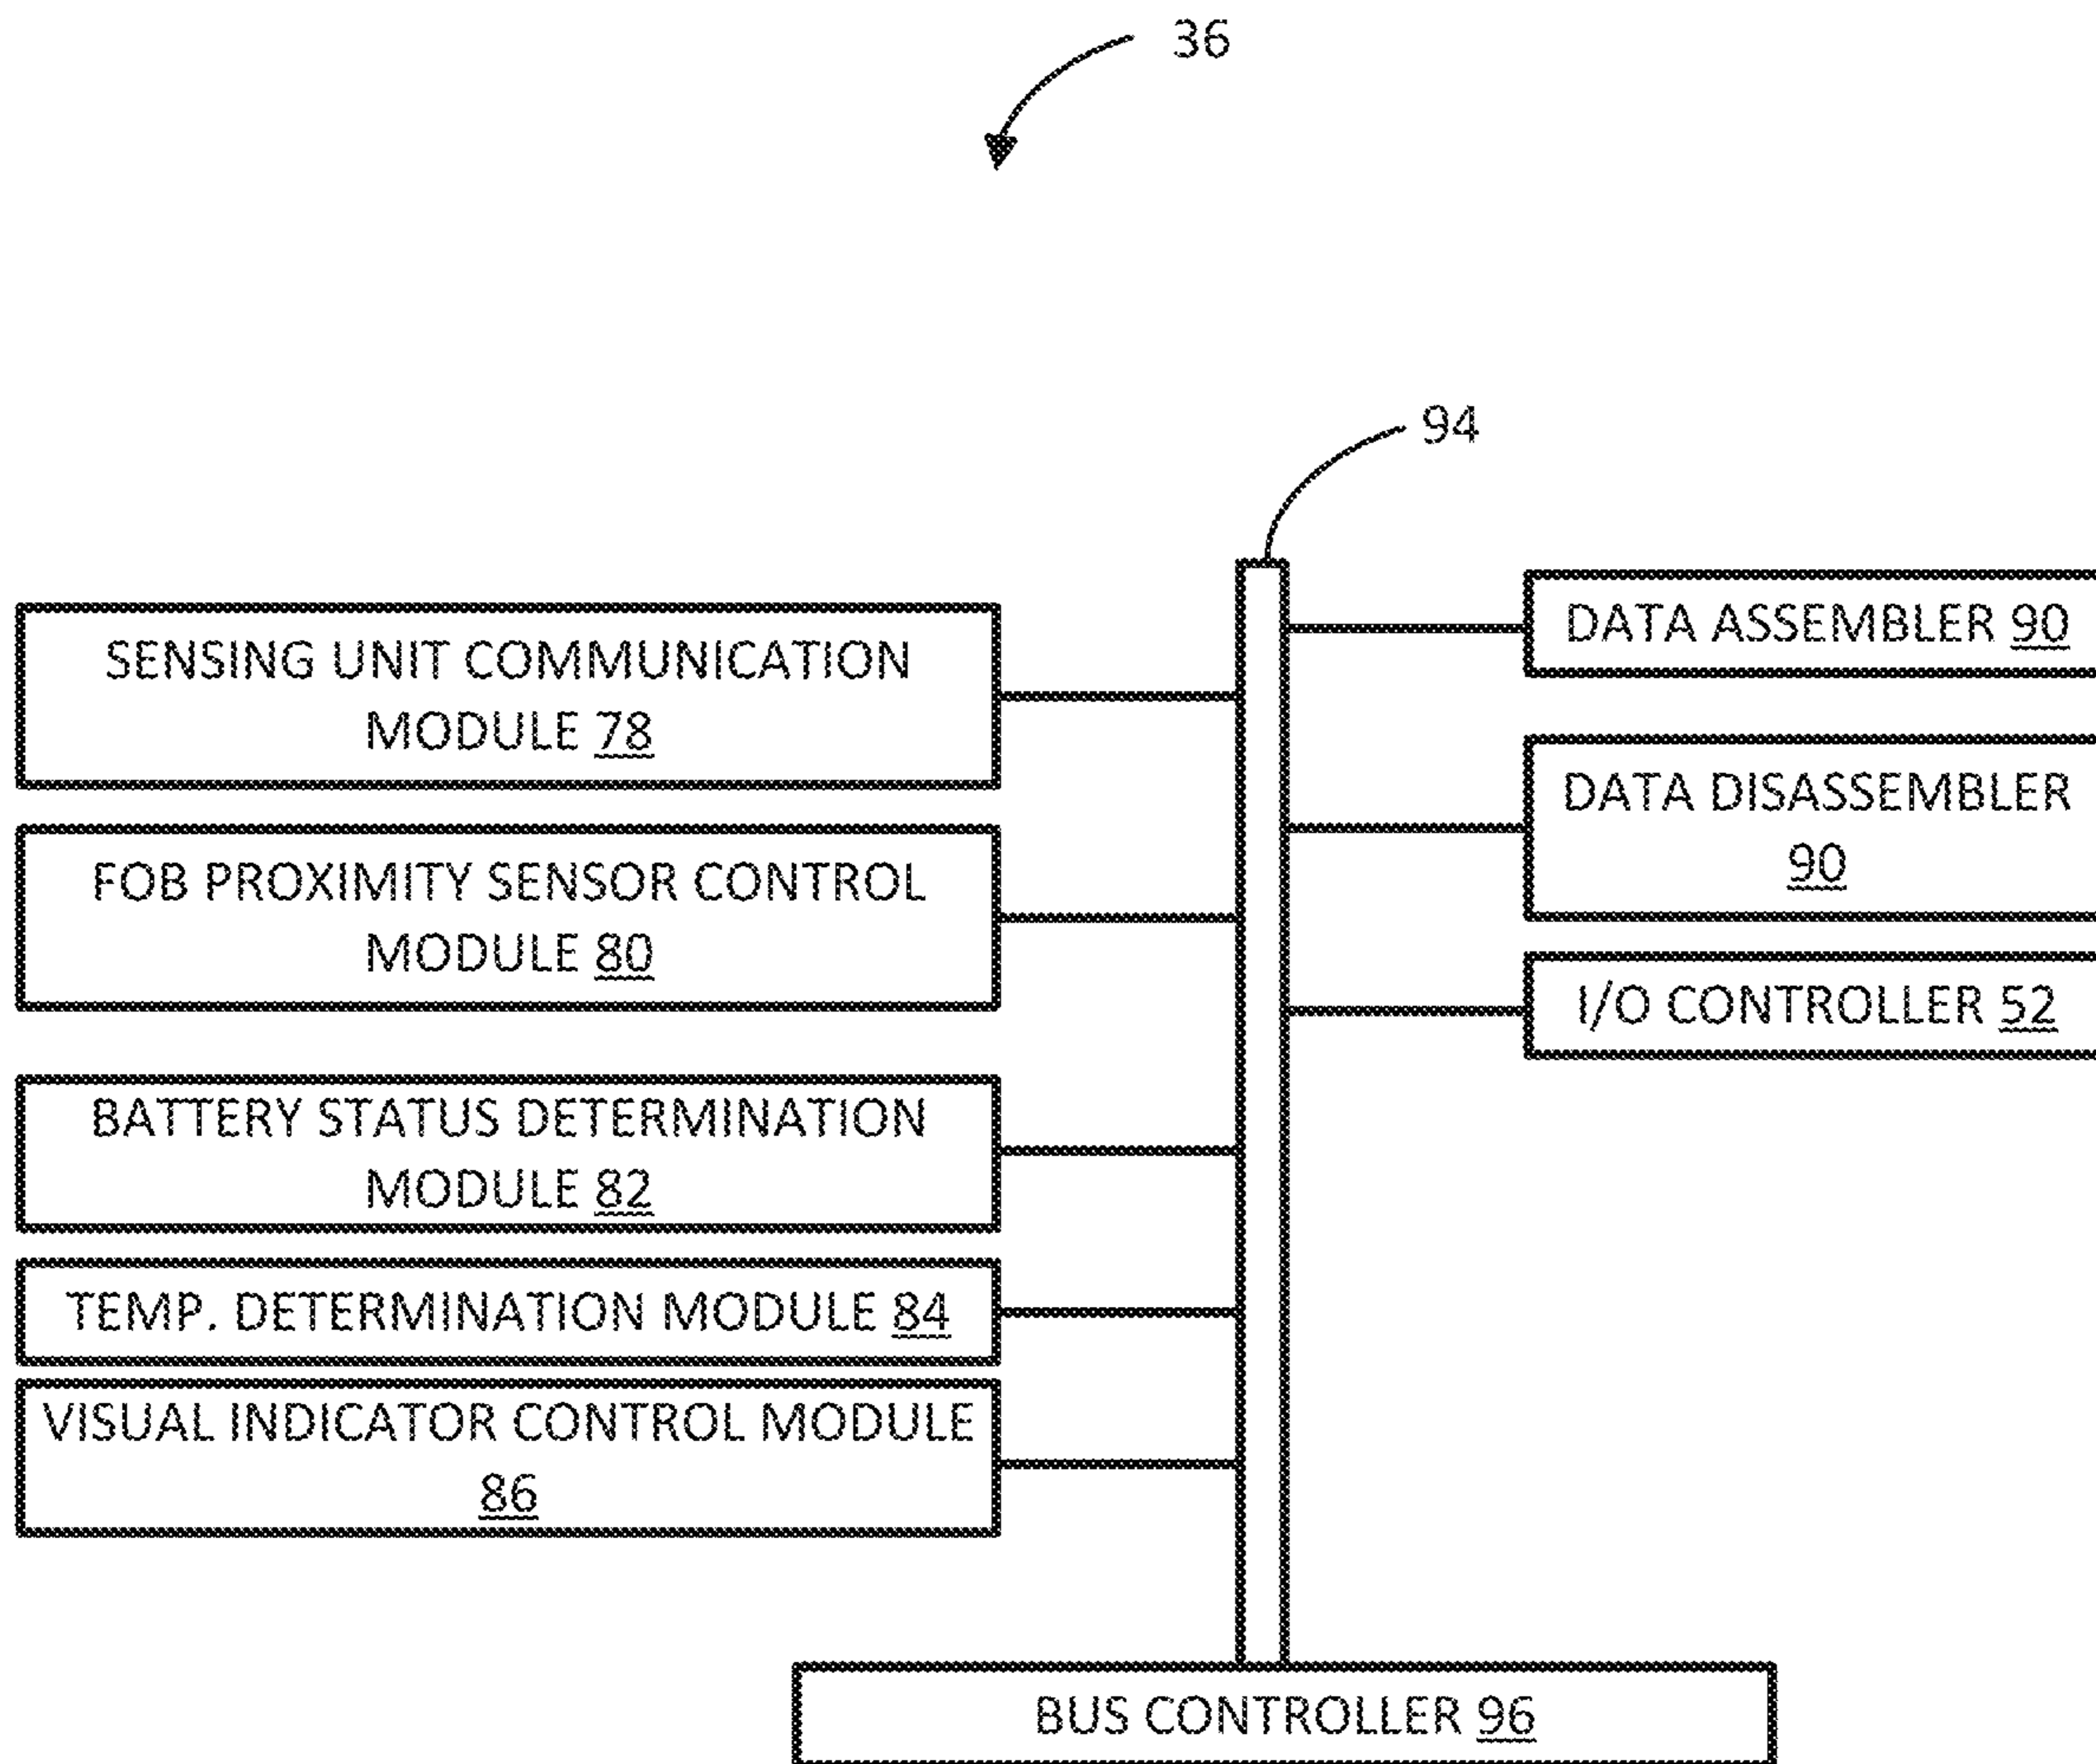 36
94
SENSING UNIT COMMUNICATION
MODULE 78
FOB PROXIMITY SENSOR CONTROL
MODULE 80
BATTERY STATUS DETERMINATION
MODULE 82
TEMP. DETERMINATION MODULE 84
VISUAL INDICATOR CONTROL MODULE
86
DATA ASSEMBLER 90
DATA DISASSEMBLER
90
I/O CONTROLLER 52
BUS CONTROLLER 96